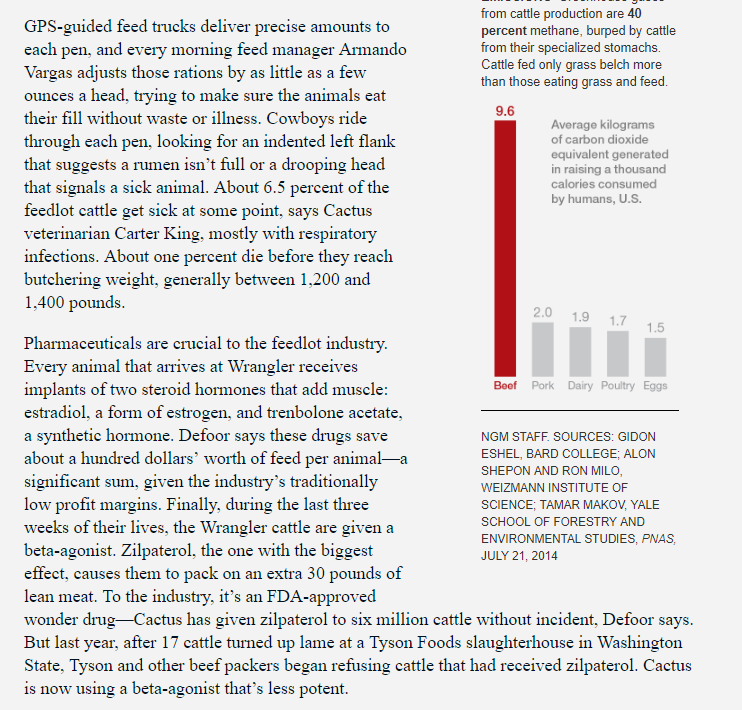 GPS-guided feed trucks deliver precise amounts to
each pen, and every morning feed manager Armando
Vargas adjusts those rations by as little as a few
ounces a head, trying to make sure the animals eat
their fill without waste or illness. Cowboys ride
through each pen, looking for an indented left flank
that suggests a rumen isn’t full or a drooping head
that signals a sick animal. About 6.5 percent of the
feedlot cattle get sick at some point, says Cactus
veterinarian Carter King, mostly with respiratory
infections. About one percent die before they reach
butchering weight, generally between 1,200 and
1,400 pounds.
Pharmaceuticals are crucial to the feedlot industry.
Every animal that arrives at Wrangler receives
implants of two steroid hormones that add muscle:
estradiol, a form of estrogen, and trenbolone acetate,
a synthetic hormone. Defoor says these drugs save
about a hundred dollars’ worth of feed per animal—a
significant sum, given the industry’s traditionally
low profit margins. Finally, during the last three
weeks of their lives, the Wrangler cattle are given a
beta-agonist. Zilpaterol, the one with the biggest
effect, causes them to pack on an extra 30 pounds of
lean meat. To the industry, it’s an FDA-approved
wonder drug—Cactus has given zilpaterol to six million cattle without incident, Defoor says.
But last year, after 17 cattle turned up lame at a Tyson Foods slaughterhouse in Washington
State, Tyson and other beef packers began refusing cattle that had received zilpaterol. Cactus
is now using a beta-agonist that’s less potent.
from cattle production are 40
percent methane, burped by cattle
from their specialized stomachs.
Cattle fed only grass belch more
than those eating grass and feed.
9.6
Average kilograms
of carbon dioxide
equivalent generated
in raising a thousand
calories consumed
by humans, U.S.
2.0 1.9 1.7 1.5
Beef Pork Dairy Poultry Eggs
NGM STAFF. SOURCES: GIDON
ESHEL, BARD COLLEGE; ALON
SHEPON AND RON MILO,
WEIZMANN INSTITUTE OF
SCIENCE; TAMAR MAKOV, YALE
SCHOOL OF FORESTRY AND
ENVIRONMENTAL STUDIES, PNAS,
JULY 21, 2014